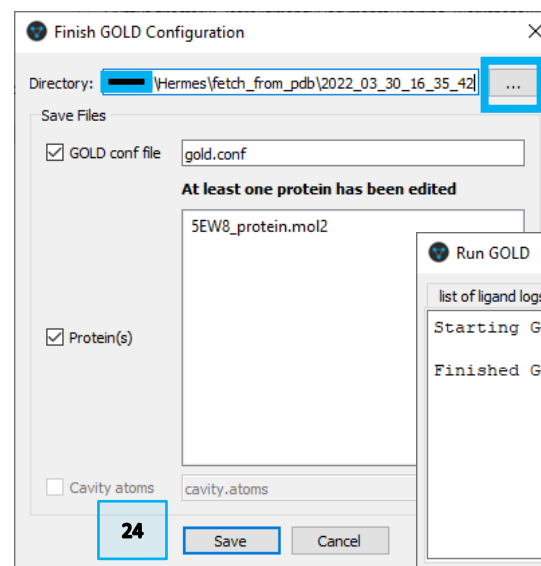 Finish GOLD Configuration
Directory: \Hermes\fetch_from_pdb\2022_03_30_16_35_42 ...
Save Files
GOLD conf file gold.conf
At least one protein has been edited
5EW8_protein.mol2
Protein(s)
Cavity atoms cavity.atoms
24
Save Cancel
Run GOLD
list of ligand logs
Starting G
Finished G